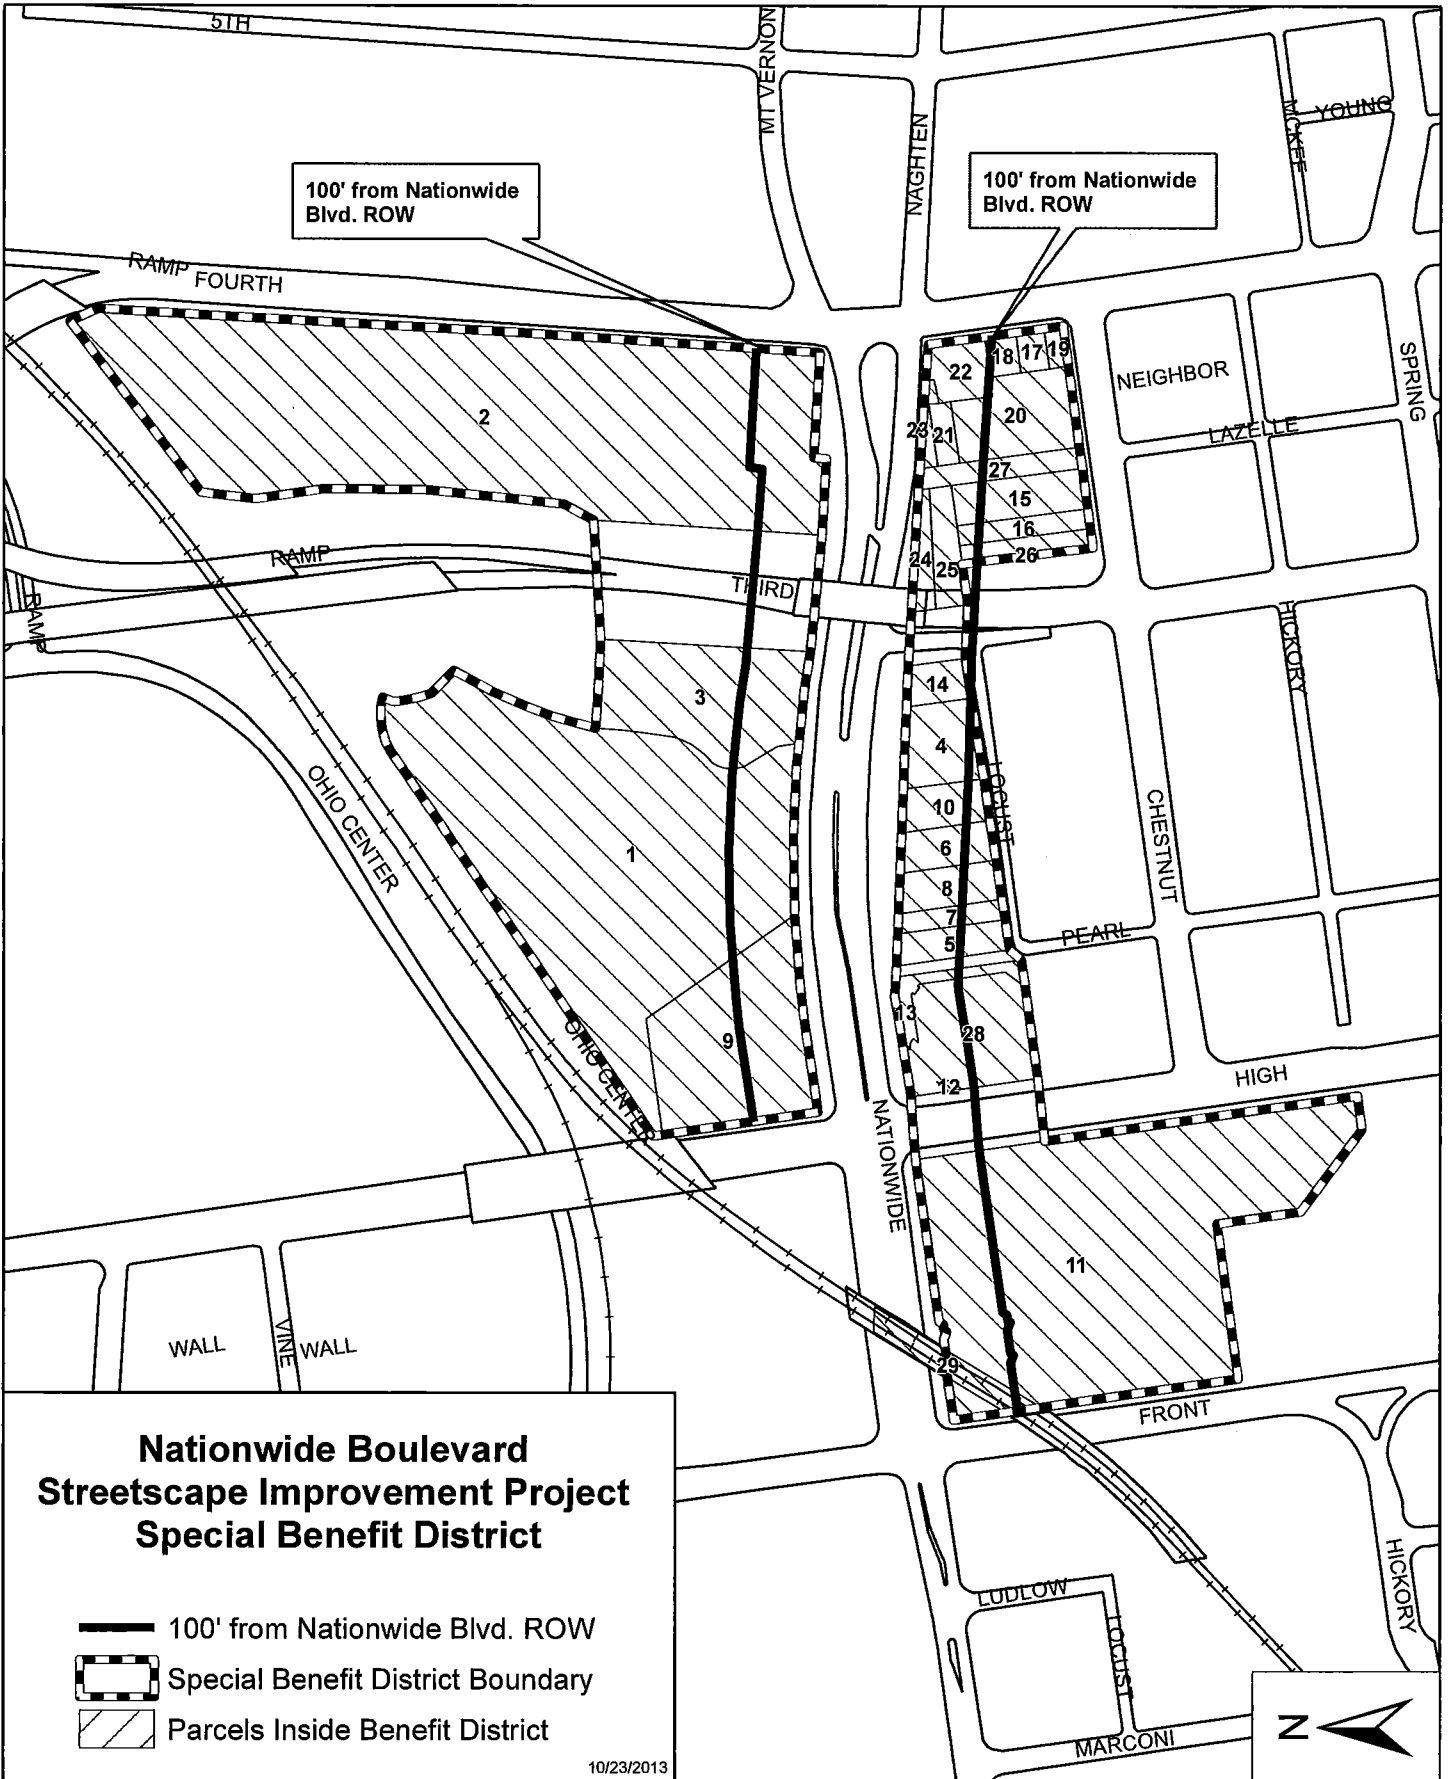 5TH
MT VERNON
NAGHTEN
MCKEE
YOUNG
100' from Nationwide
Blvd. ROW
100' from Nationwide
Blvd. ROW
RAMP
FOURTH
NEIGHBOR
SPRING
LAZELLE
22
18
17
19
2
20
23
21
27
15
16
26
24
25
RAMP
THIRD
RAMP
HICKORY
3
14
4
LOCUST
10
CHESTNUT
OHIO CENTER
1
6
8
7
5
PEARL
13
28
9
OHIO CENTER
12
HIGH
NATIONWIDE
11
WALL
VINE
WALL
29
FRONT
Nationwide Boulevard
Streetscape Improvement Project
Special Benefit District
100' from Nationwide Blvd. ROW
Special Benefit District Boundary
Parcels Inside Benefit District
10/23/2013
LUDLOW
LOCUST
HICKORY
MARCONI
N